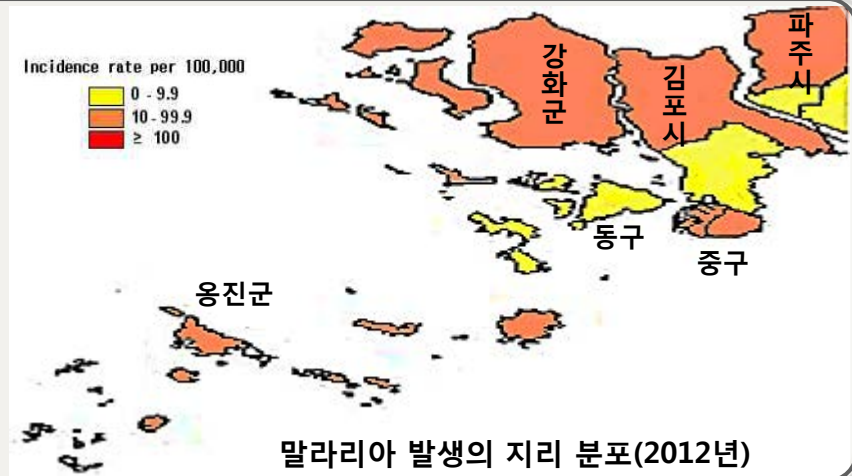 Incidence rate per 100,000
0 - 9.9
10 - 99.9
≥ 100
강화군
김포시
파주시
동구
중구
옹진군
말라리아 발생의 지리 분포(2012년)